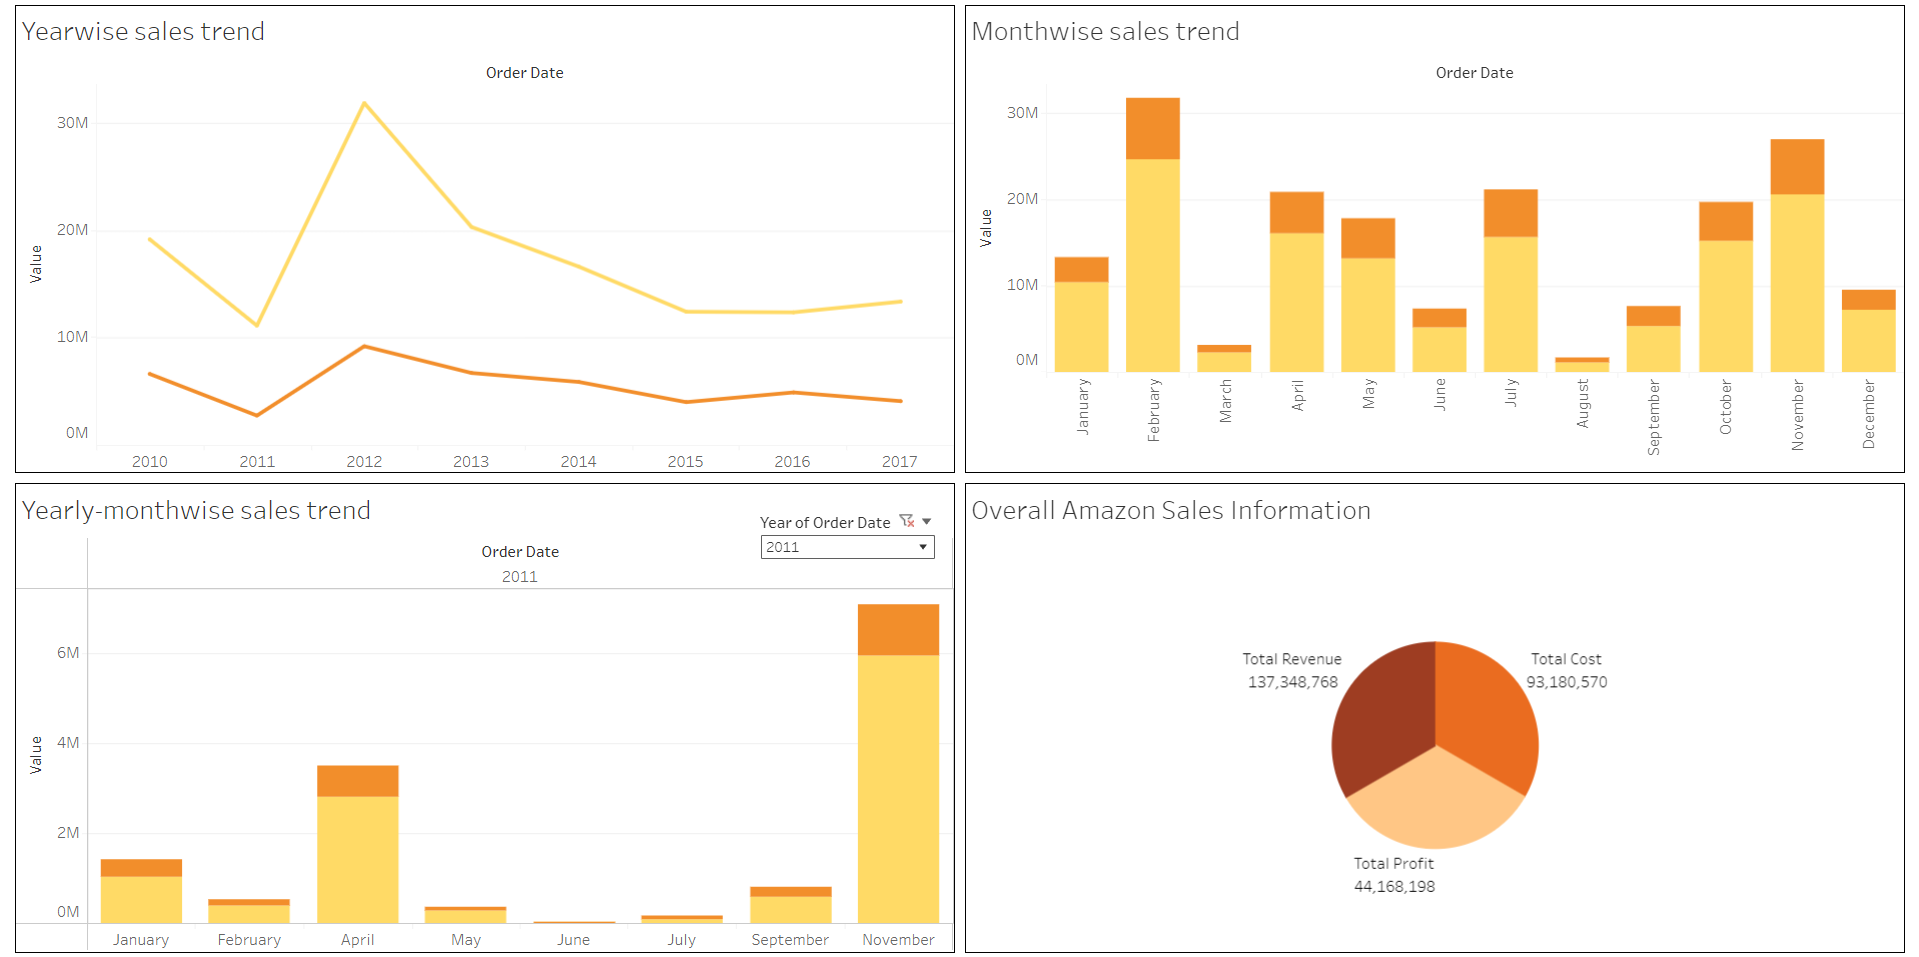 Yearwise sales trend
Order Date
Value
30M
20M
10M
0M
2010 2011 2012 2013 2014 2015 2016 2017
Monthwise sales trend
Order Date
Value
30M
20M
10M
0M
January February March April May June July August September October November December
Yearly-monthwise sales trend
Year of Order Date
2011
Order Date
2011
Value
6M
4M
2M
0M
January February April May June July September November
Overall Amazon Sales Information
Total Revenue
137,348,768
Total Cost
93,180,570
Total Profit
44,168,198